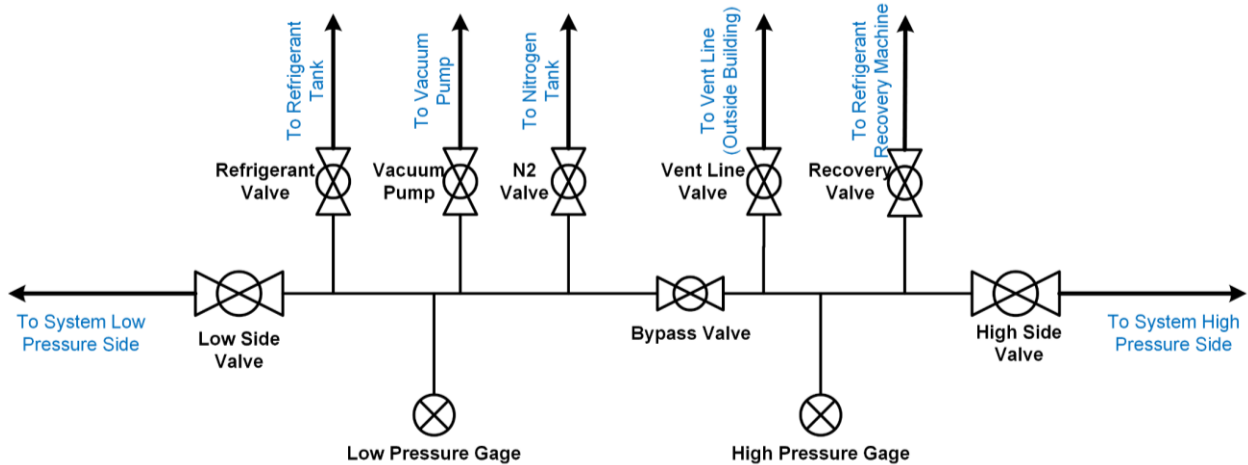 To Refrigerant
Tank
To Vacuum
Pump
To Nitrogen
Tank
To Vent Line
(Outside Building)
To Refrigerant
Recovery Machine
Refrigerant
Valve
Vacuum
Pump
N2
Valve
Vent Line
Valve
Recovery
Valve
To System Low
Pressure Side
Low Side
Valve
Bypass Valve
High Side
Valve
To System High
Pressure Side
Low Pressure Gage
High Pressure Gage